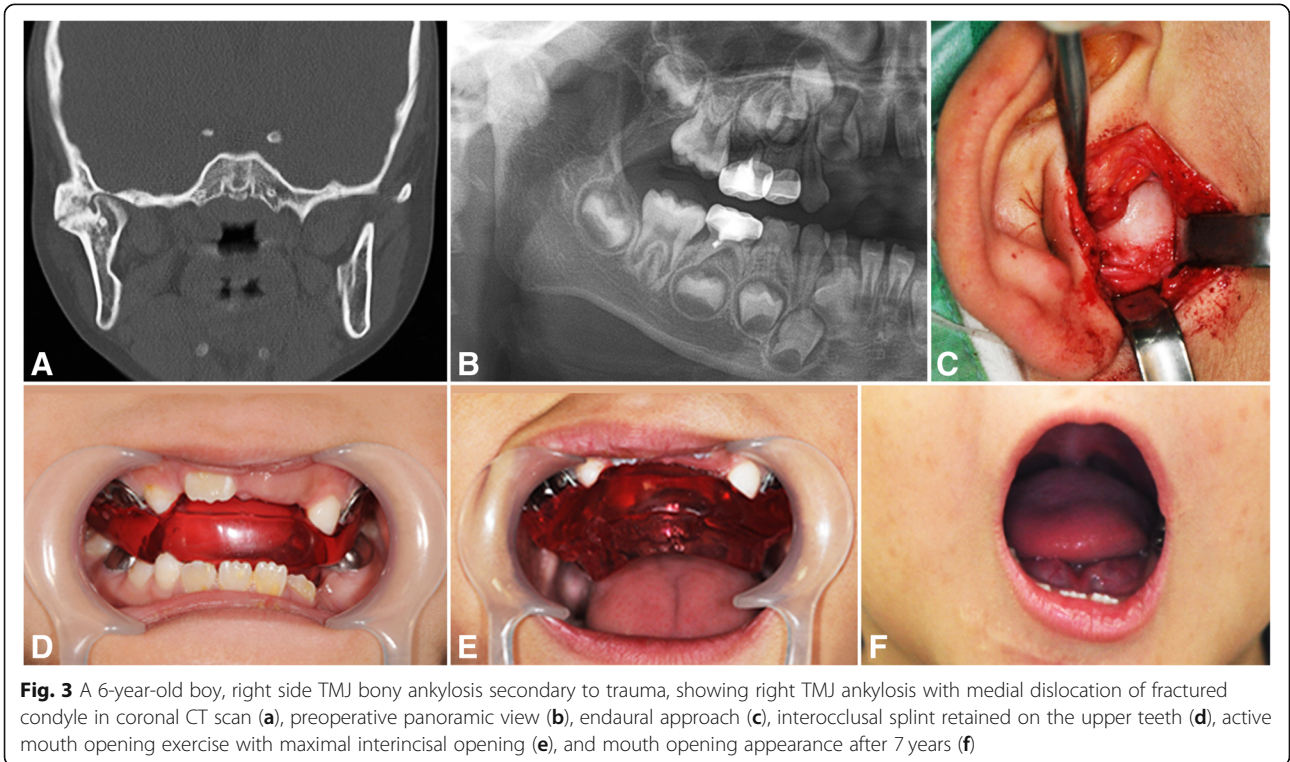 A
B
C
D
E
F
Fig. 3 A 6-year-old boy, right side TMJ bony ankylosis secondary to trauma, showing right TMJ ankylosis with medial dislocation of fractured
condyle in coronal CT scan (a), preoperative panoramic view (b), endaural approach (c), interocclusal splint retained on the upper teeth (d), active
mouth opening exercise with maximal interincisal opening (e), and mouth opening appearance after 7 years (f)